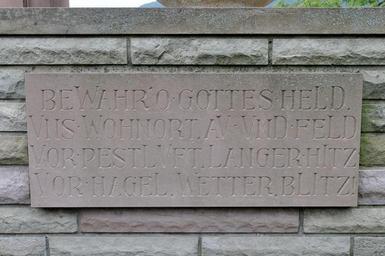 BEWAHR'O·GOTTES HELD.
VNS·WOHNORT. AV·VND·FELD
VOR·PEST LVFT. LANGER·HITZ
VOR·HAGEL. WETTER. BLITZ!